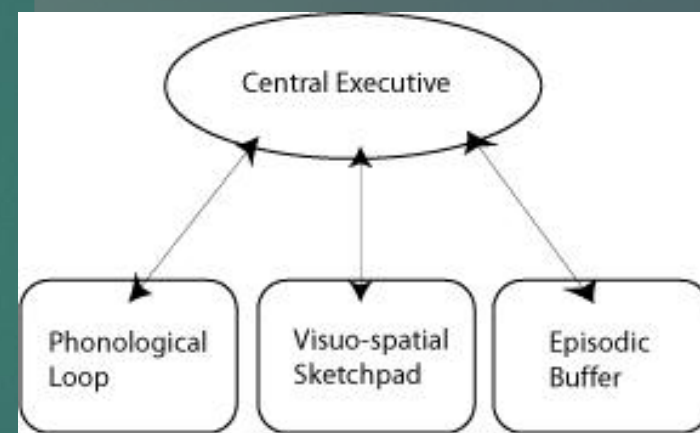 Central Executive
Phonological
Loop
Visuo-spatial
Sketchpad
Episodic
Buffer